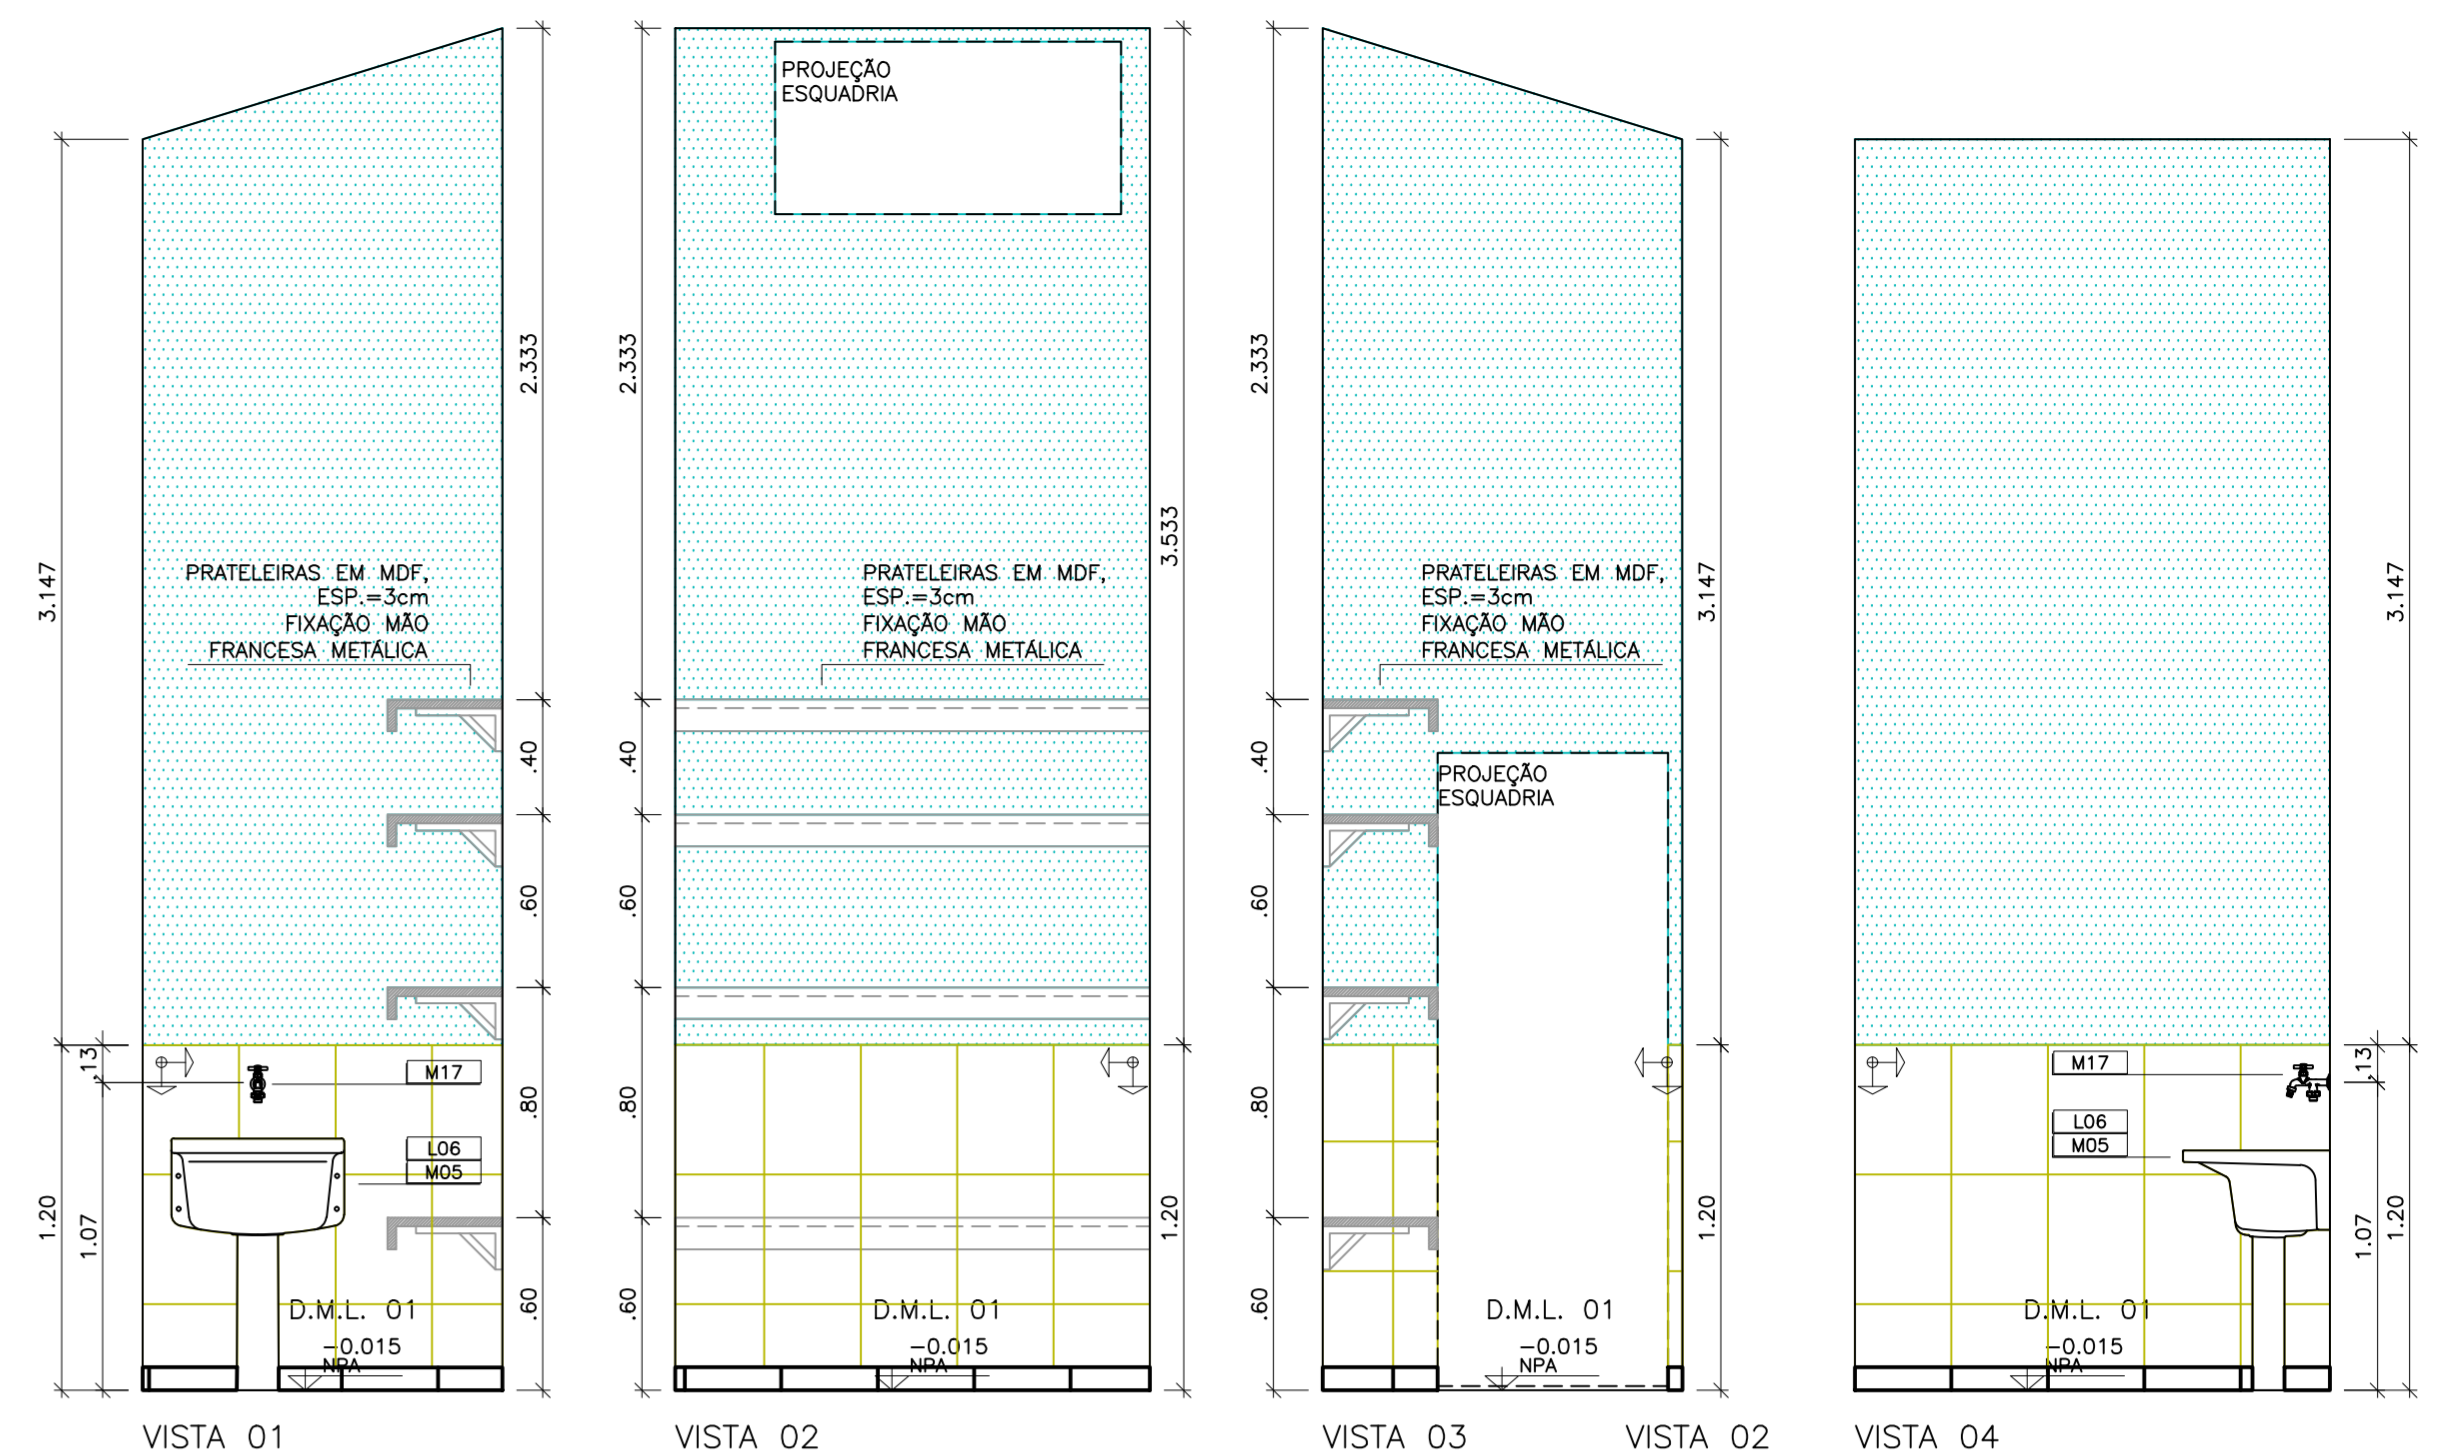 3.147
1.20
,13
1.07
PRATELEIRAS EM MDF,
ESP.=3cm
FIXAÇÃO MÃO
FRANCESA METÁLICA
M17
L06
M05
D.M.L. 01
-0.015
NPA
2.333
.40
.60
.80
.60
VISTA 01
2.333
.40
.60
.80
.60
PROJEÇÃO
ESQUADRIA
PRATELEIRAS EM MDF,
ESP.=3cm
FIXAÇÃO MÃO
FRANCESA METÁLICA
D.M.L. 01
-0.015
NPA
3.533
1.20
VISTA 02
2.333
.40
.60
.80
.60
PRATELEIRAS EM MDF,
ESP.=3cm
FIXAÇÃO MÃO
FRANCESA METÁLICA
PROJEÇÃO
ESQUADRIA
D.M.L. 01
-0.015
NPA
3.147
1.20
VISTA 03
VISTA 02
M17
L06
M05
D.M.L. 01
-0.015
NPA
,13
1.07
3.147
1.20
VISTA 04